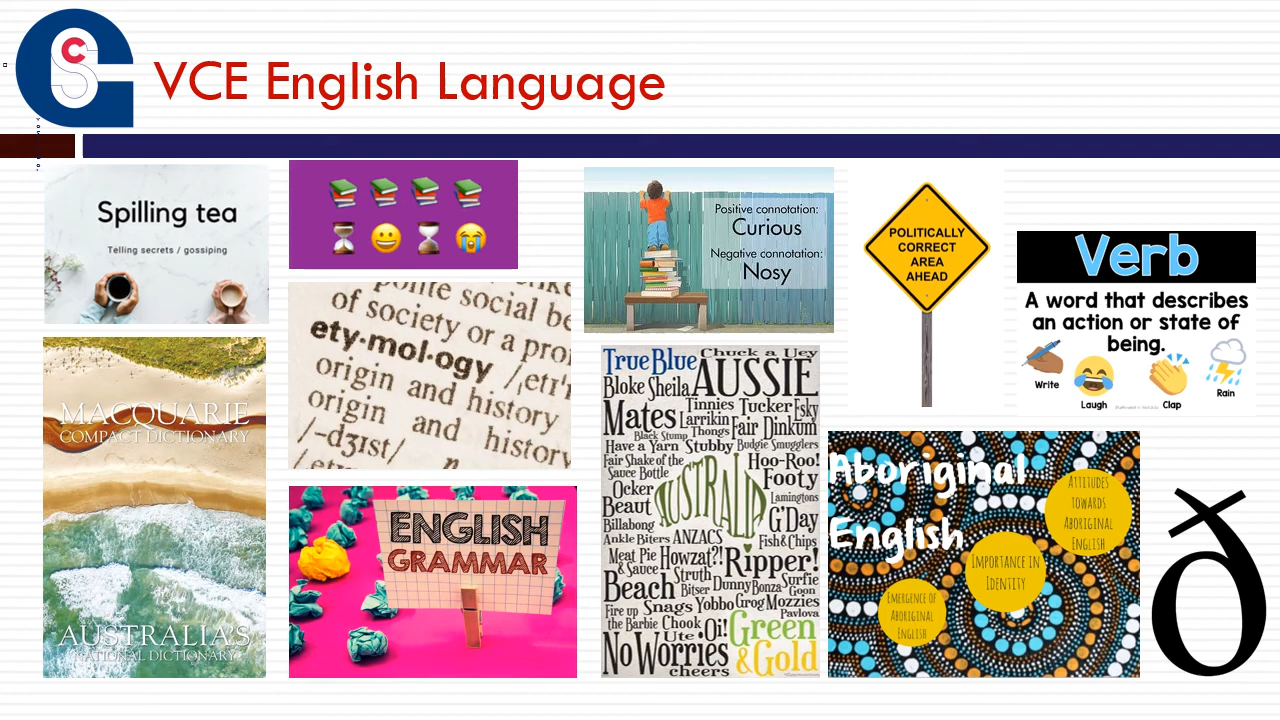 VCE English Language
Spilling tea
Telling secrets / gossiping
Positive connotation:
Curious
Negative connotation:
Nosy
POLITICALLY
CORRECT
AREA
AHEAD
Verb
A word that describes
an action or state of
being.
Write
Laugh
Clap
Rain
polite social be
of society or a pro
ety·mol·ogy /,etɪ'
origin and history
origin and history
/-dʒɪst/ n
MACQUARIE
COMPACT DICTIONARY
AUSTRALIA'S
NATIONAL DICTIONARY
ENGLISH
GRAMMAR
True Blue Chuck a Uey
Bloke Sheila AUSSIE
Mates Tinnies Tucker Esky
Larrikin Fair Dinkum
Black Stump Thongs
Have a Yarn Stubby Budgie Smugglers
Fair Shake of the
Sauce Bottle
Hoo-Roo!
Footy
Ocker
Lamingtons
Beaut
AUSTRALIA
G'Day
Billabong
Fish & Chips
Ankle Biters ANZACS
Meat Pie
& Sauce
Howzat?!
Ripper!
Struth
Beach Bitser Dunny Bonza Surfie
Goon
Fire up Snags Yobbo Grog Mozzies
the Barbie Chook Pavlova
Ute Oi! Green
No Worries & Gold
cheers
Aboriginal
English
ATTITUDES
TOWARDS
ABORIGINAL
ENGLISH
IMPORTANCE IN
IDENTITY
EMERGENCE OF
ABORIGINAL
ENGLISH
ð